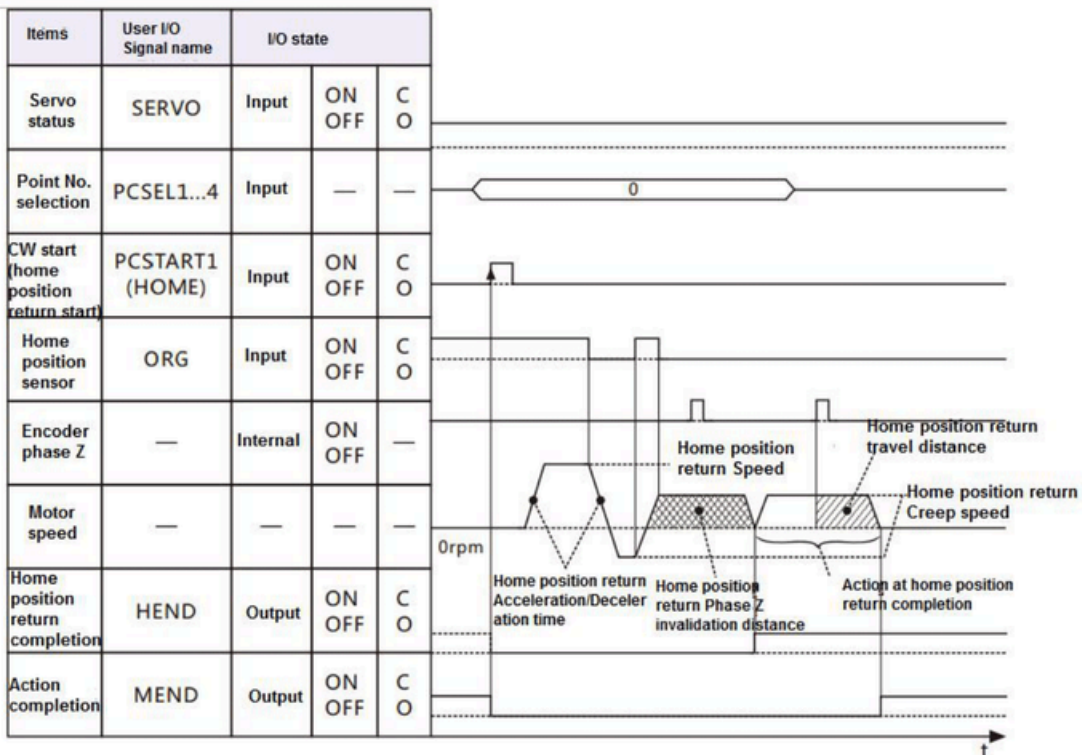 Items
User I/O
Signal name
I/O state
Servo
status
SERVO
Input
ON
OFF
C
O
Point No.
selection
PCSEL1...4
Input
—
—
0
CW start
(home
position
return start)
PCSTART1
(HOME)
Input
ON
OFF
C
O
Home
position
sensor
ORG
Input
ON
OFF
C
O
Encoder
phase Z
—
Internal
ON
OFF
—
Home position
return Speed
Home position return
travel distance
Motor
speed
—
—
—
—
0rpm
Home position return
Creep speed
Home position return
Acceleration/Deceler
ation time
Home position
return Phase Z
invalidation distance
Action at home position
return completion
Home
position
return
completion
HEND
Output
ON
OFF
C
O
Action
completion
MEND
Output
ON
OFF
C
O
t